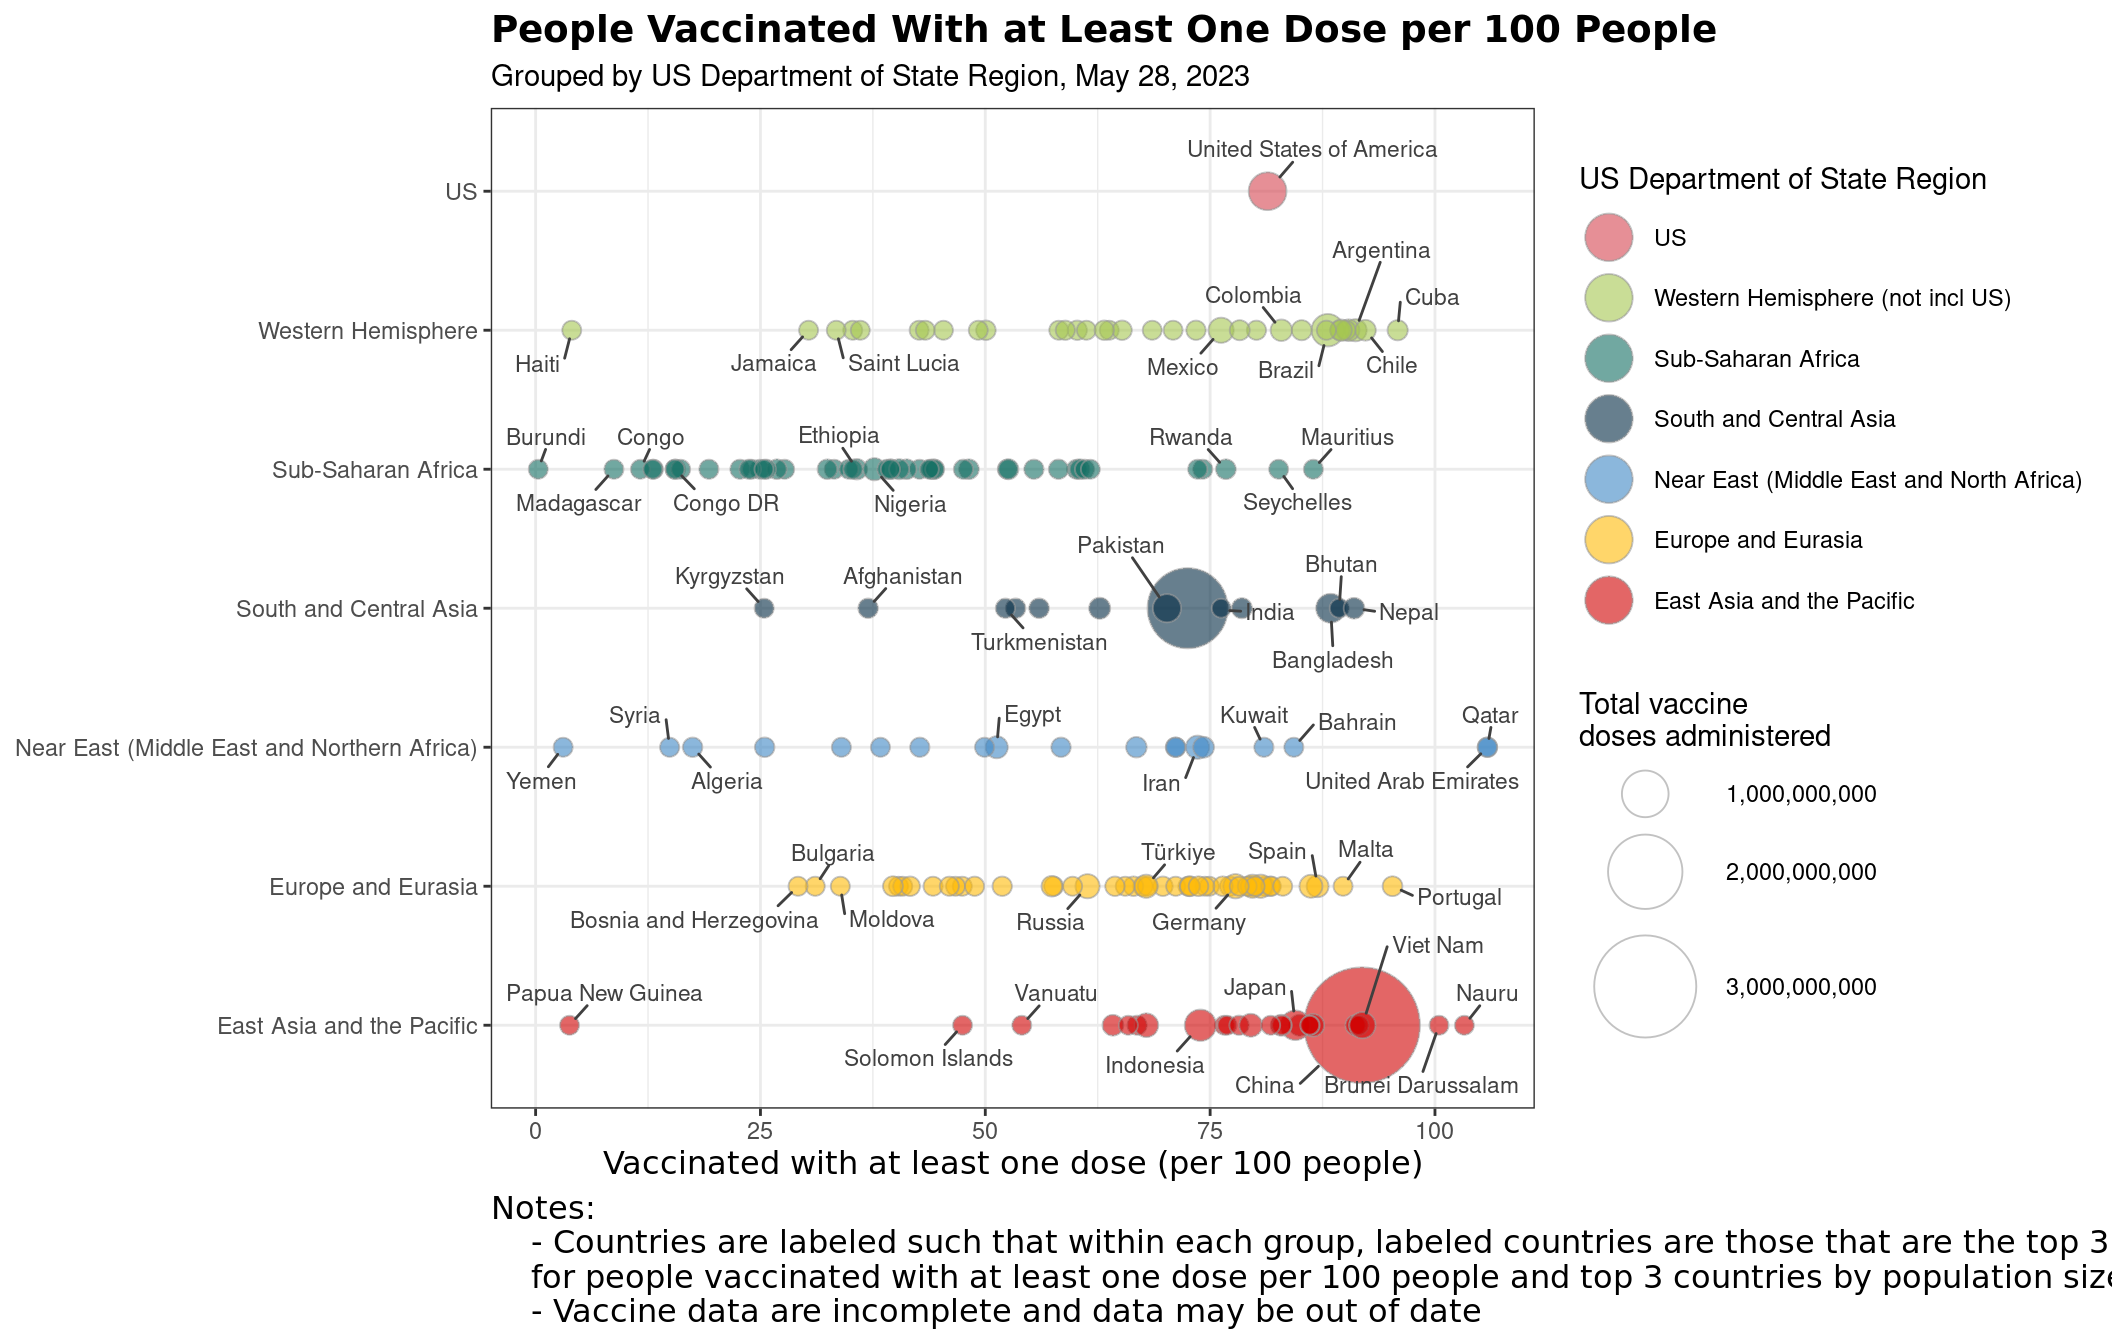 People Vaccinated With at Least One Dose per 100 People
Grouped by US Department of State Region, May 28, 2023
US
United States of America
Western Hemisphere
Argentina
Colombia
Cuba
Haiti
Jamaica
Saint Lucia
Mexico
Brazil
Chile
Sub-Saharan Africa
Burundi
Congo
Ethiopia
Rwanda
Mauritius
Madagascar
Congo DR
Nigeria
Seychelles
South and Central Asia
Pakistan
Kyrgyzstan
Afghanistan
Bhutan
India
Nepal
Turkmenistan
Bangladesh
Near East (Middle East and Northern Africa)
Syria
Egypt
Kuwait
Bahrain
Qatar
Yemen
Algeria
Iran
United Arab Emirates
Europe and Eurasia
Bulgaria
Türkiye
Spain
Malta
Portugal
Bosnia and Herzegovina
Moldova
Russia
Germany
East Asia and the Pacific
Viet Nam
Papua New Guinea
Vanuatu
Japan
Nauru
Solomon Islands
Indonesia
China
Brunei Darussalam
0
25
50
75
100
Vaccinated with at least one dose (per 100 people)
US Department of State Region
US
Western Hemisphere (not incl US)
Sub-Saharan Africa
South and Central Asia
Near East (Middle East and North Africa)
Europe and Eurasia
East Asia and the Pacific
Total vaccine
doses administered
1,000,000,000
2,000,000,000
3,000,000,000
Notes:
- Countries are labeled such that within each group, labeled countries are those that are the top 3
for people vaccinated with at least one dose per 100 people and top 3 countries by population size
- Vaccine data are incomplete and data may be out of date